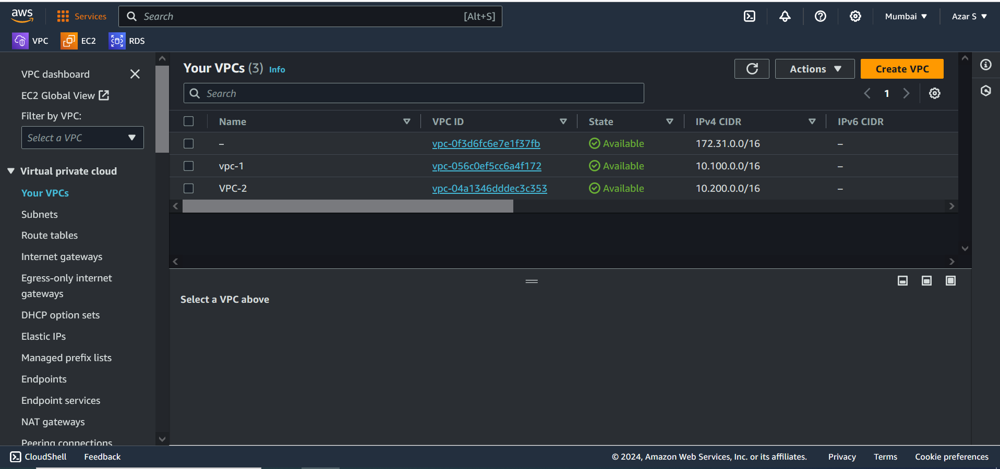 aws
Services
Search
[Alt+S]
Mumbai
Azar S
VPC
EC2
RDS
VPC dashboard
EC2 Global View
Filter by VPC:
Select a VPC
Virtual private cloud
Your VPCs
Subnets
Route tables
Internet gateways
Egress-only internet
gateways
DHCP option sets
Elastic IPs
Managed prefix lists
Endpoints
Endpoint services
NAT gateways
Peering connections
Your VPCs (3) Info
Actions
Create VPC
Search
1
Name VPC ID State IPv4 CIDR IPv6 CIDR
– vpc-0f3d6fc6e7e1f37fb Available 172.31.0.0/16 –
vpc-1 vpc-056c0ef5cc6a4f172 Available 10.100.0.0/16 –
VPC-2 vpc-04a1346dddec3c353 Available 10.200.0.0/16 –
Select a VPC above
CloudShell Feedback © 2024, Amazon Web Services, Inc. or its affiliates. Privacy Terms Cookie preferences